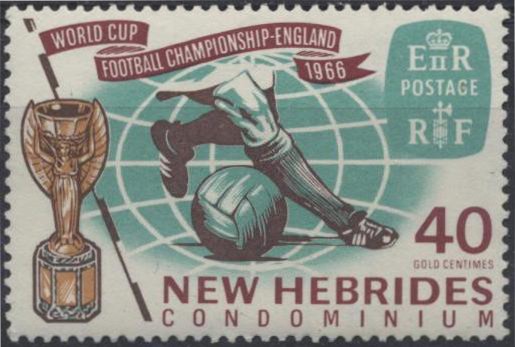 WORLD CUP
FOOTBALL CHAMPIONSHIP-ENGLAND
1966
EIIR
POSTAGE
RF
40
GOLD CENTIMES
NEW HEBRIDES
CONDOMINIUM